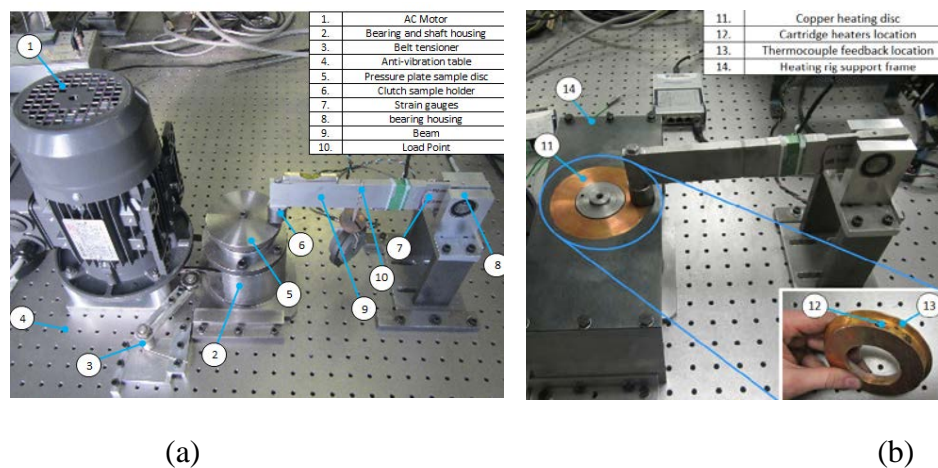 1. AC Motor
2. Bearing and shaft housing
3. Belt tensioner
4. Anti-vibration table
5. Pressure plate sample disc
6. Clutch sample holder
7. Strain gauges
8. bearing housing
9. Beam
10. Load Point
1
2
3
4
5
6
7
8
9
10
(a)
11. Copper heating disc
12. Cartridge heaters location
13. Thermocouple feedback location
14. Heating rig support frame
14
11
12
13
(b)